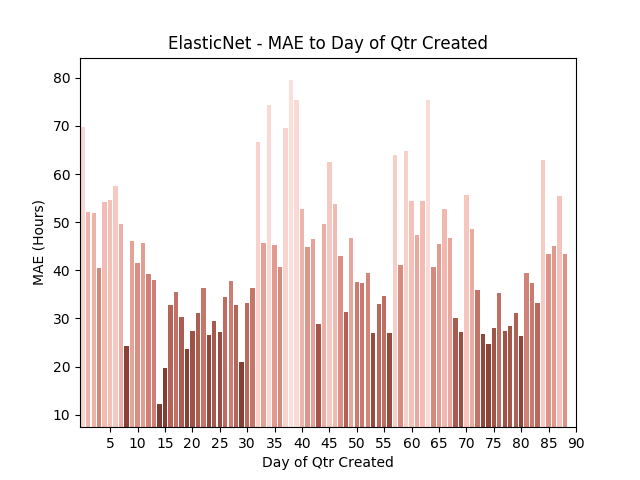 ElasticNet - MAE to Day of Qtr Created
80
70
60
50
40
30
20
10
MAE (Hours)
5 10 15 20 25 30 35 40 45 50 55 60 65 70 75 80 85 90
Day of Qtr Created